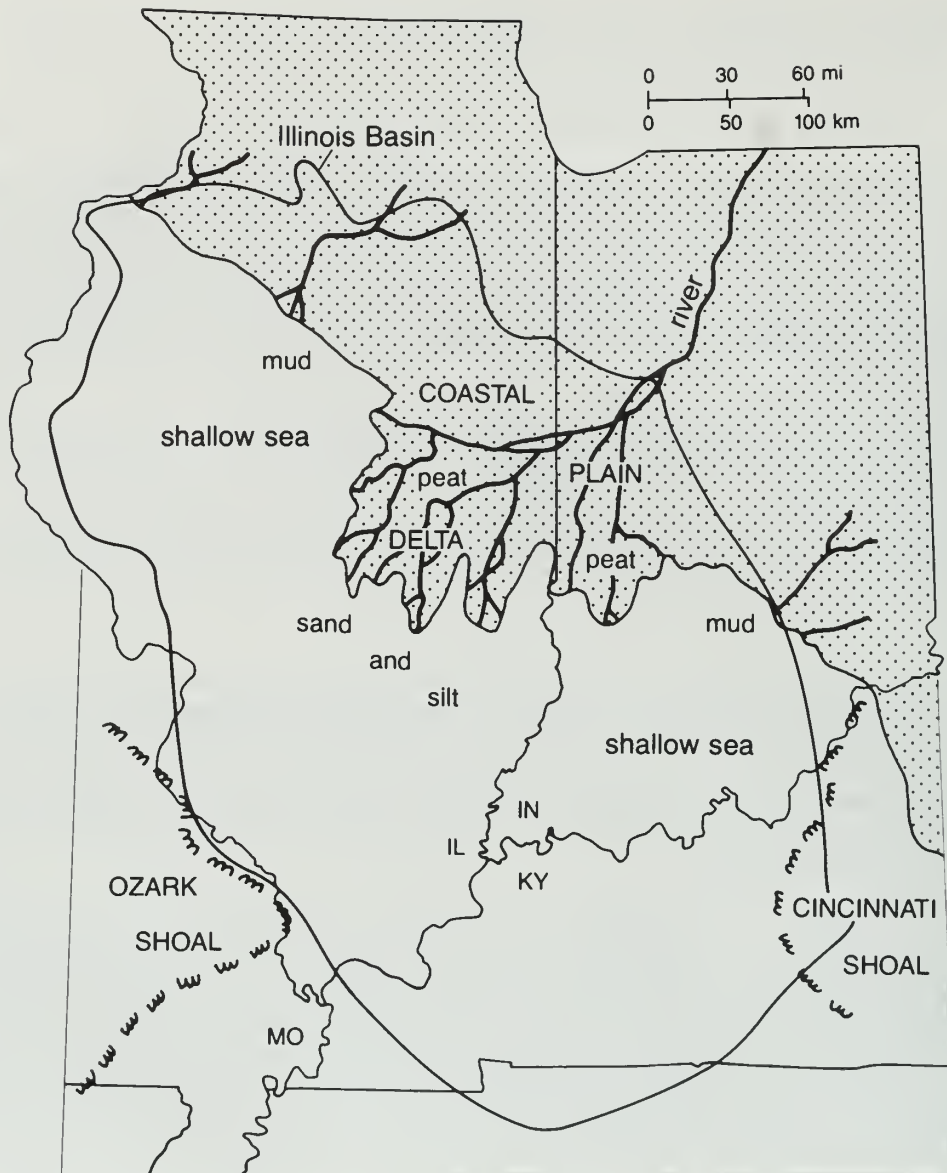 0 30 60 mi
0 50 100 km
Illinois Basin
river
mud
COASTAL
shallow sea
peat
PLAIN
DELTA
peat
sand
mud
and
silt
shallow sea
IN
IL
KY
OZARK
CINCINNATI
SHOAL
SHOAL
MO